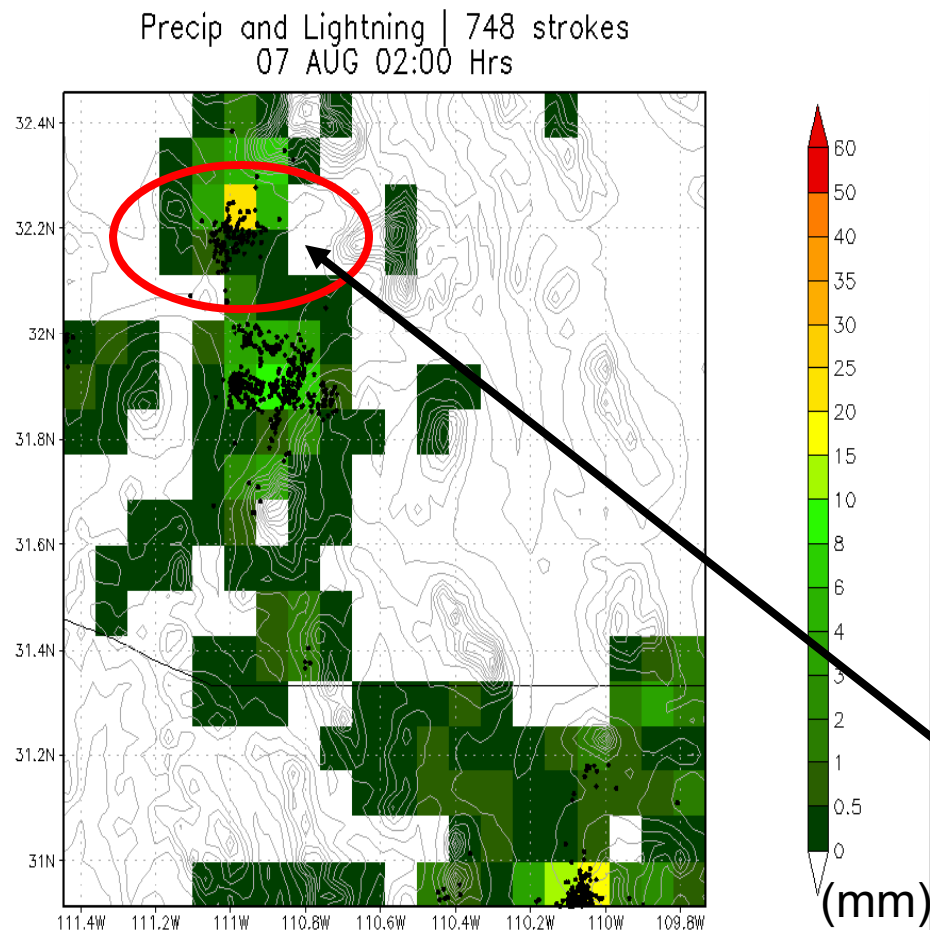 Precip and Lightning | 748 strokes
07 AUG 02:00 Hrs
32.4N
32.2N
32N
31.8N
31.6N
31.4N
31.2N
31N
111.4W 111.2W 111W 110.8W 110.6W 110.4W 110.2W 110W 109.8W
60
50
40
35
30
25
20
15
10
8
6
4
3
2
1
0.5
0
(mm)